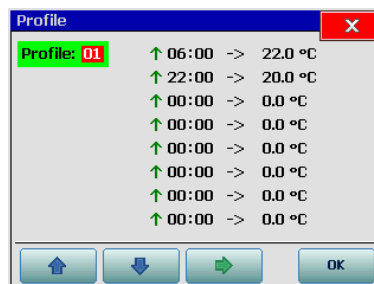 Profile
X
Profile: 01
↑ 06:00 -> 22.0 °C
↑ 22:00 -> 20.0 °C
↑ 00:00 -> 0.0 °C
↑ 00:00 -> 0.0 °C
↑ 00:00 -> 0.0 °C
↑ 00:00 -> 0.0 °C
↑ 00:00 -> 0.0 °C
↑ 00:00 -> 0.0 °C
OK